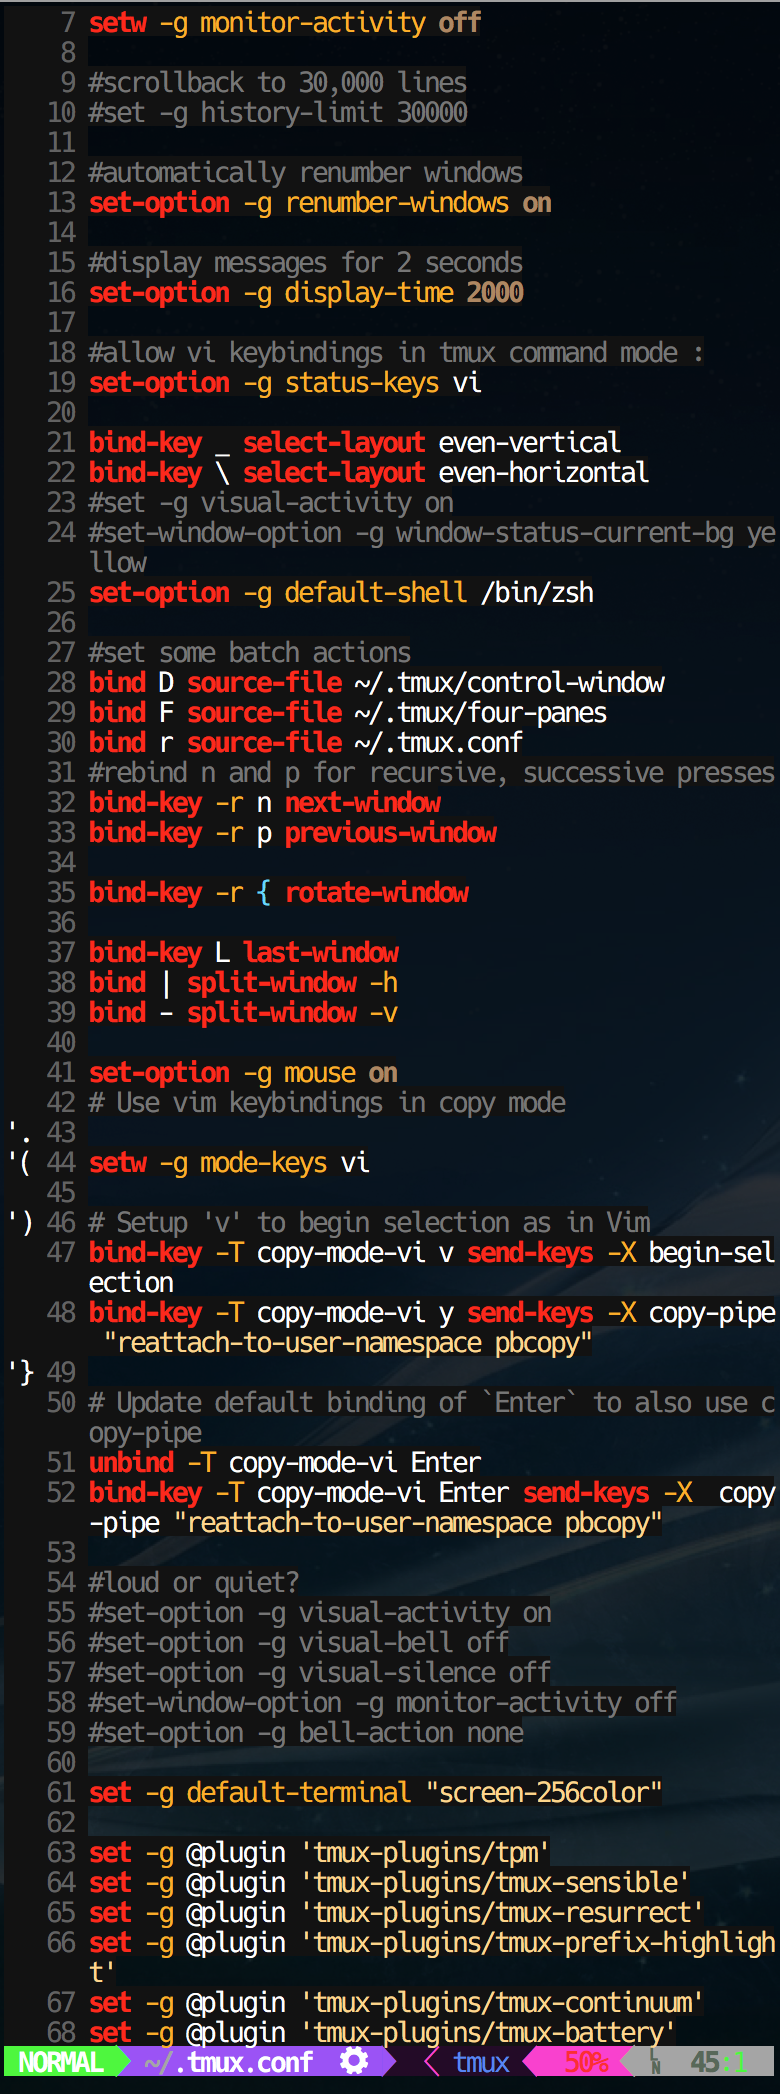 7 setw -g monitor-activity off
8
9 #scrollback to 30,000 lines
10 #set -g history-limit 30000
11
12 #automatically renumber windows
13 set-option -g renumber-windows on
14
15 #display messages for 2 seconds
16 set-option -g display-time 2000
17
18 #allow vi keybindings in tmux command mode :
19 set-option -g status-keys vi
20
21 bind-key _ select-layout even-vertical
22 bind-key \ select-layout even-horizontal
23 #set -g visual-activity on
24 #set-window-option -g window-status-current-bg ye
llow
25 set-option -g default-shell /bin/zsh
26
27 #set some batch actions
28 bind D source-file ~/.tmux/control-window
29 bind F source-file ~/.tmux/four-panes
30 bind r source-file ~/.tmux.conf
31 #rebind n and p for recursive, successive presses
32 bind-key -r n next-window
33 bind-key -r p previous-window
34
35 bind-key -r { rotate-window
36
37 bind-key L last-window
38 bind | split-window -h
39 bind - split-window -v
40
41 set-option -g mouse on
42 # Use vim keybindings in copy mode
'. 43
'( 44 setw -g mode-keys vi
45
') 46 # Setup 'v' to begin selection as in Vim
47 bind-key -T copy-mode-vi v send-keys -X begin-sel
ection
48 bind-key -T copy-mode-vi y send-keys -X copy-pipe
"reattach-to-user-namespace pbcopy"
'} 49
50 # Update default binding of `Enter` to also use c
opy-pipe
51 unbind -T copy-mode-vi Enter
52 bind-key -T copy-mode-vi Enter send-keys -X  copy
-pipe "reattach-to-user-namespace pbcopy"
53
54 #loud or quiet?
55 #set-option -g visual-activity on
56 #set-option -g visual-bell off
57 #set-option -g visual-silence off
58 #set-window-option -g monitor-activity off
59 #set-option -g bell-action none
60
61 set -g default-terminal "screen-256color"
62
63 set -g @plugin 'tmux-plugins/tpm'
64 set -g @plugin 'tmux-plugins/tmux-sensible'
65 set -g @plugin 'tmux-plugins/tmux-resurrect'
66 set -g @plugin 'tmux-plugins/tmux-prefix-highligh
t'
67 set -g @plugin 'tmux-plugins/tmux-continuum'
68 set -g @plugin 'tmux-plugins/tmux-battery'
NORMAL ~/.tmux.conf tmux 50% LN 45:1